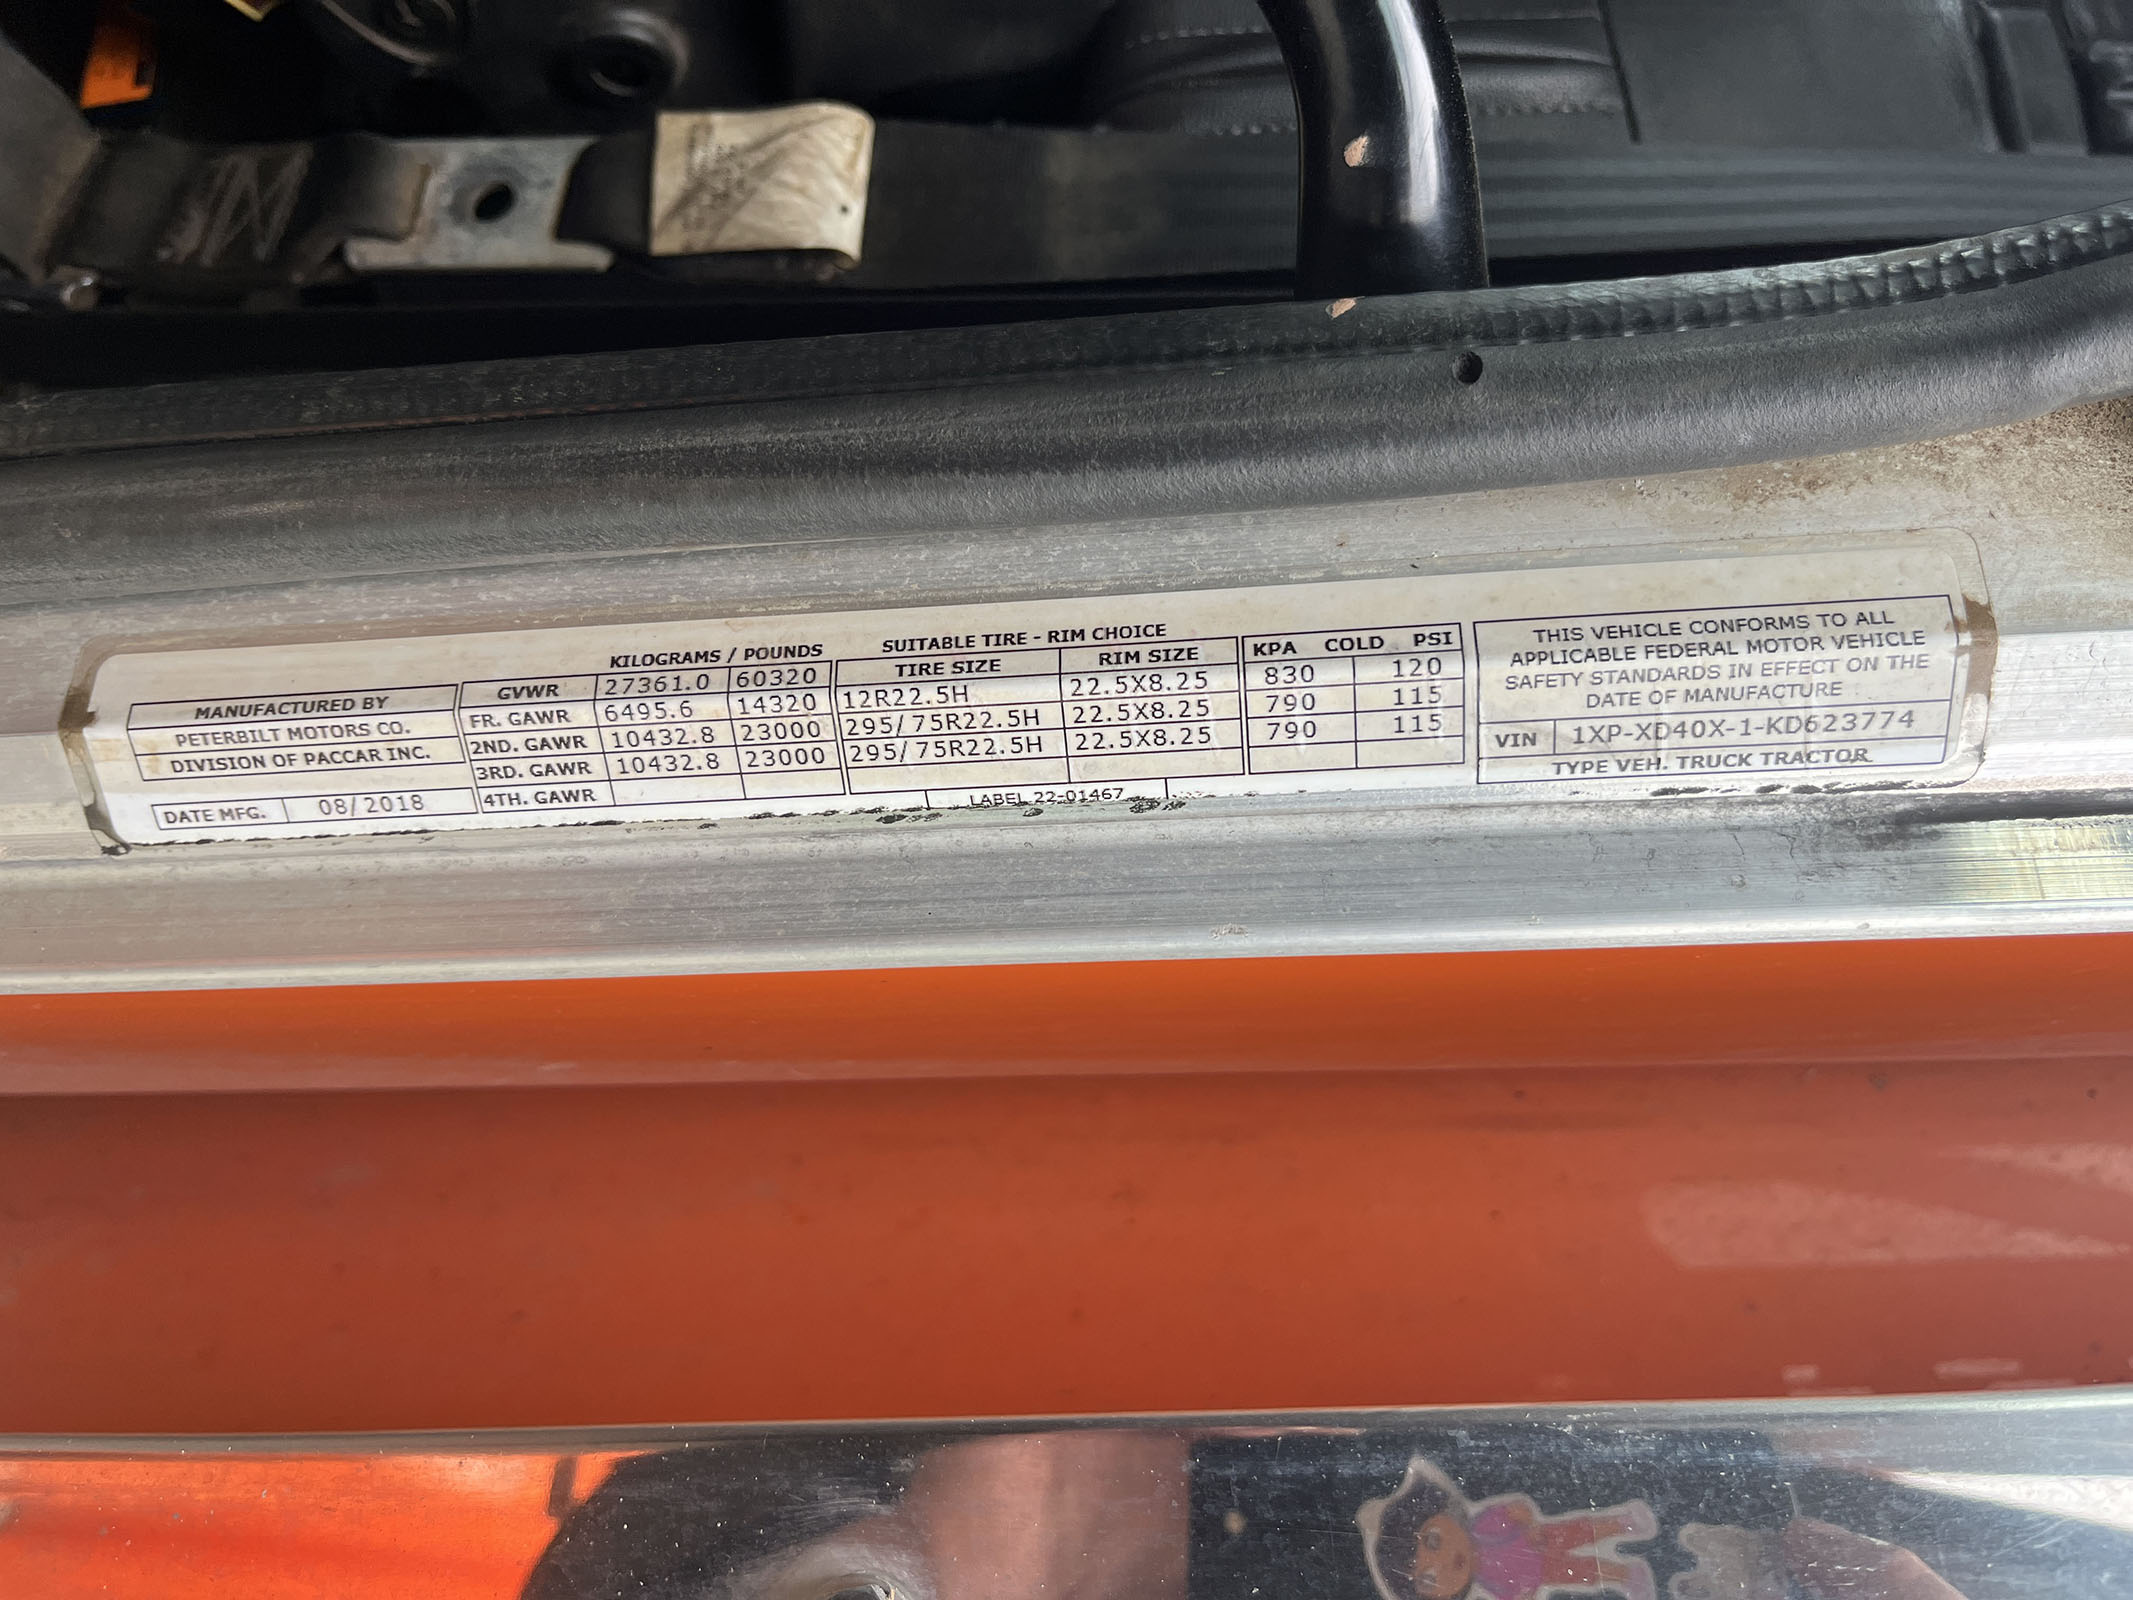 MANUFACTURED BY
PETERBILT MOTORS CO.
DIVISION OF PACCAR INC.
DATE MFG. 08/2018
KILOGRAMS / POUNDS
GVWR 27361.0 60320
FR. GAWR 6495.6 14320
2ND. GAWR 10432.8 23000
3RD. GAWR 10432.8 23000
4TH. GAWR
SUITABLE TIRE - RIM CHOICE
TIRE SIZE RIM SIZE
12R22.5H 22.5X8.25
295/75R22.5H 22.5X8.25
295/75R22.5H 22.5X8.25
LABEL 22-01467
KPA COLD PSI
830 120
790 115
790 115
THIS VEHICLE CONFORMS TO ALL
APPLICABLE FEDERAL MOTOR VEHICLE
SAFETY STANDARDS IN EFFECT ON THE
DATE OF MANUFACTURE
VIN 1XP-XD40X-1-KD623774
TYPE VEH. TRUCK TRACTOR